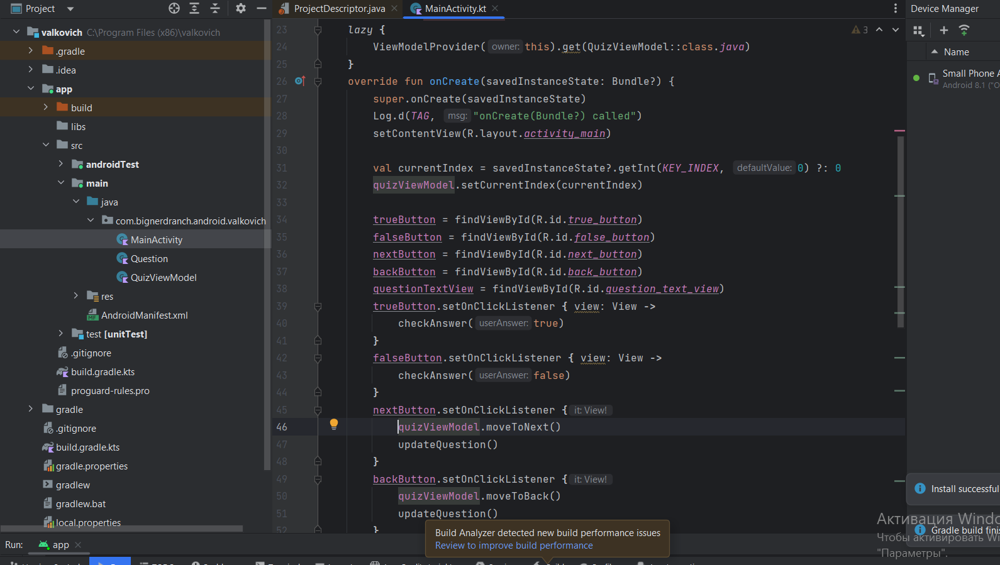 Project
ProjectDescriptor.java
MainActivity.kt
Device Manager
valkovich C:\Program Files (x86)\valkovich
.gradle
.idea
app
build
libs
src
androidTest
main
java
com.bignerdranch.android.valkovich
MainActivity
Question
QuizViewModel
res
AndroidManifest.xml
test [unitTest]
.gitignore
build.gradle.kts
proguard-rules.pro
gradle
.gitignore
build.gradle.kts
gradle.properties
gradlew
gradlew.bat
local.properties
3
23 lazy {
24 ViewModelProvider( owner: this).get(QuizViewModel::class.java)
25 }
26 override fun onCreate(savedInstanceState: Bundle?) {
27 super.onCreate(savedInstanceState)
28 Log.d(TAG, msg: "onCreate(Bundle?) called")
29 setContentView(R.layout.activity_main)
30
31 val currentIndex = savedInstanceState?.getInt(KEY_INDEX, defaultValue: 0) ?: 0
32 quizViewModel.setCurrentIndex(currentIndex)
33
34 trueButton = findViewById(R.id.true_button)
35 falseButton = findViewById(R.id.false_button)
36 nextButton = findViewById(R.id.next_button)
37 backButton = findViewById(R.id.back_button)
38 questionTextView = findViewById(R.id.question_text_view)
39 trueButton.setOnClickListener { view: View ->
40 checkAnswer( userAnswer: true)
41 }
42 falseButton.setOnClickListener { view: View ->
43 checkAnswer( userAnswer: false)
44 }
45 nextButton.setOnClickListener { it: View!
46 quizViewModel.moveToNext()
47 updateQuestion()
48 }
49 backButton.setOnClickListener { it: View!
50 quizViewModel.moveToBack()
51 updateQuestion()
52 }
Name
Small Phone A
Android 8.1 ("O
Install successful
Gradle build fini
Активация Windo
Чтобы активировать Wi
"Параметры".
Build Analyzer detected new build performance issues
Review to improve build performance
Run: app